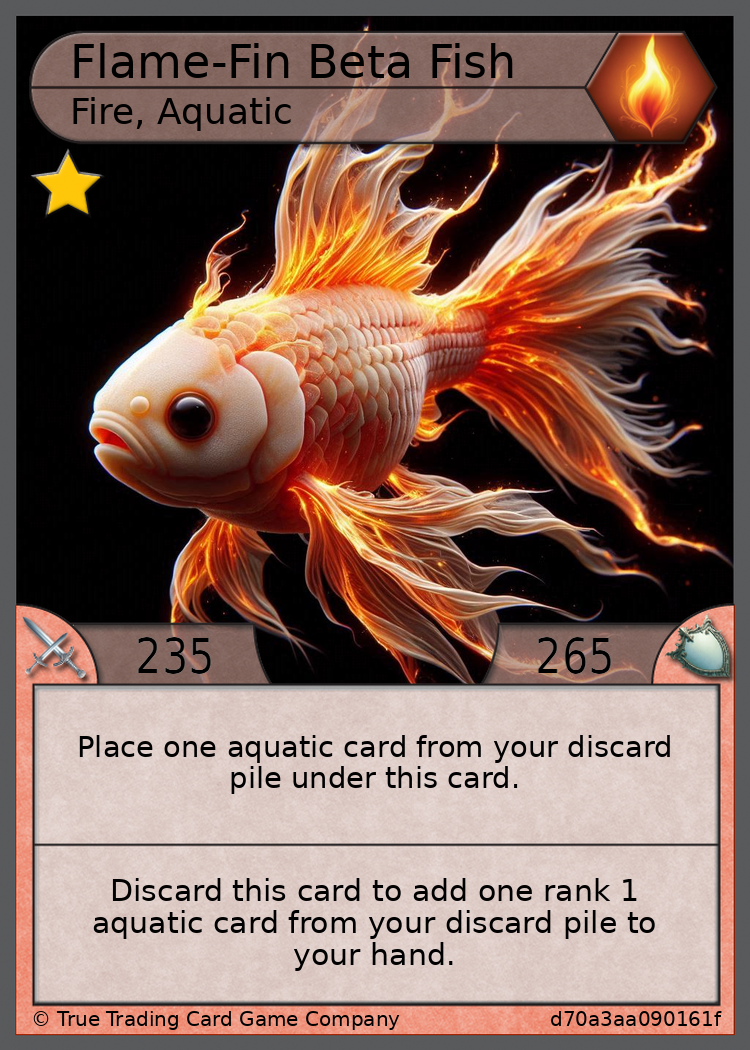 Flame-Fin Beta Fish
Fire, Aquatic
235
265
Place one aquatic card from your discard
pile under this card.
Discard this card to add one rank 1
aquatic card from your discard pile to
your hand.
© True Trading Card Game Company
d70a3aa090161f